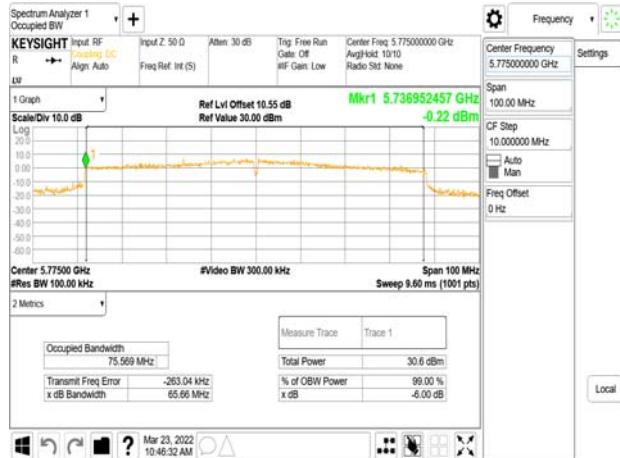 Spectrum Analyzer 1
Occupied BW
+
Frequency
KEYSIGHT Input: RF Input Z: 50 Ω Atten: 30 dB Trig: Free Run Center Freq: 5.775000000 GHz
R Coupling: DC Gate: Off Avg|Hold: 10/10
Align: Auto Freq Ref: Int (S) #IF Gain: Low Radio Std: None
Center Frequency
5.775000000 GHz
Settings
Span
100.00 MHz
CF Step
10.000000 MHz
Auto
Man
Freq Offset
0 Hz
Local
1 Graph
Ref Lvl Offset 10.55 dB Mkr1 5.736952457 GHz
Scale/Div 10.0 dB Ref Value 30.00 dBm -0.22 dBm
Log
20.0
10.0
0.00
-10.0
-20.0
-30.0
-40.0
-50.0
-60.0
1
Center 5.77500 GHz #Video BW 300.00 kHz Span 100 MHz
#Res BW 100.00 kHz Sweep 9.60 ms (1001 pts)
2 Metrics
Measure Trace Trace 1
Occupied Bandwidth
75.569 MHz
Total Power 30.6 dBm
Transmit Freq Error -263.04 kHz % of OBW Power 99.00 %
x dB Bandwidth 65.66 MHz x dB -6.00 dB
? Mar 23, 2022
10:46:32 AM